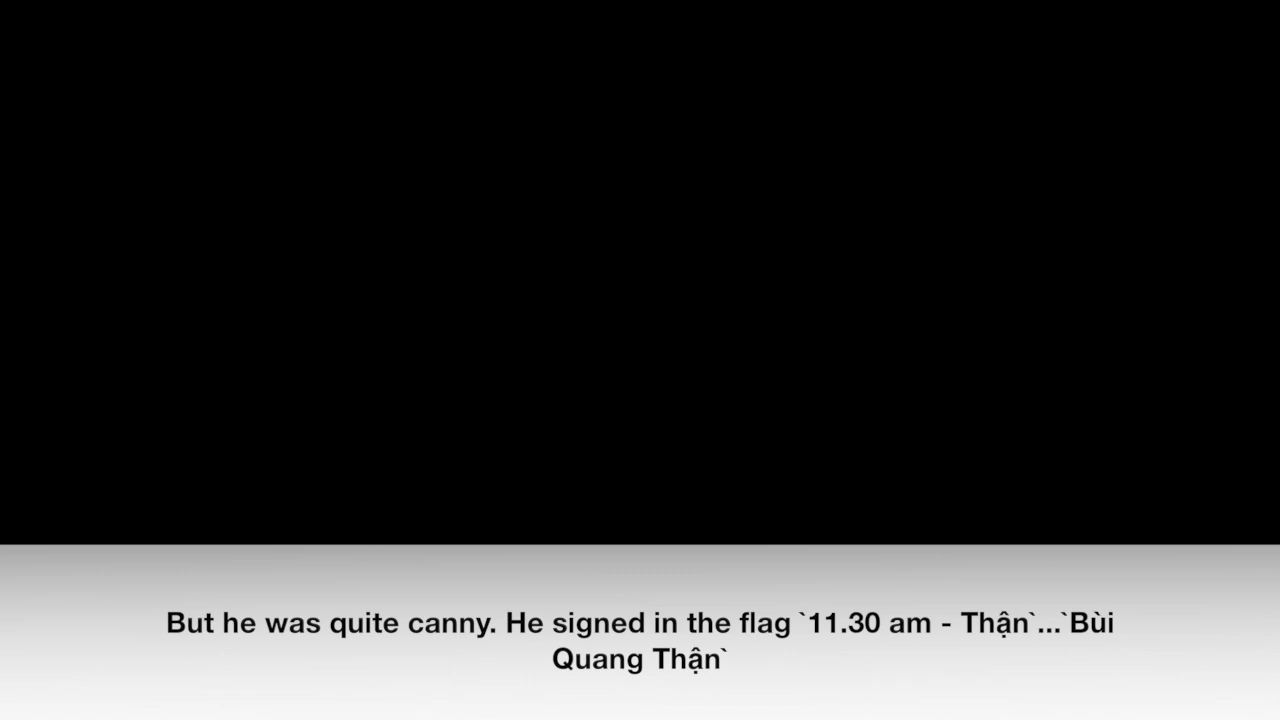 But he was quite canny. He signed in the flag `11.30 am - Thận`...`Bùi
Quang Thận`